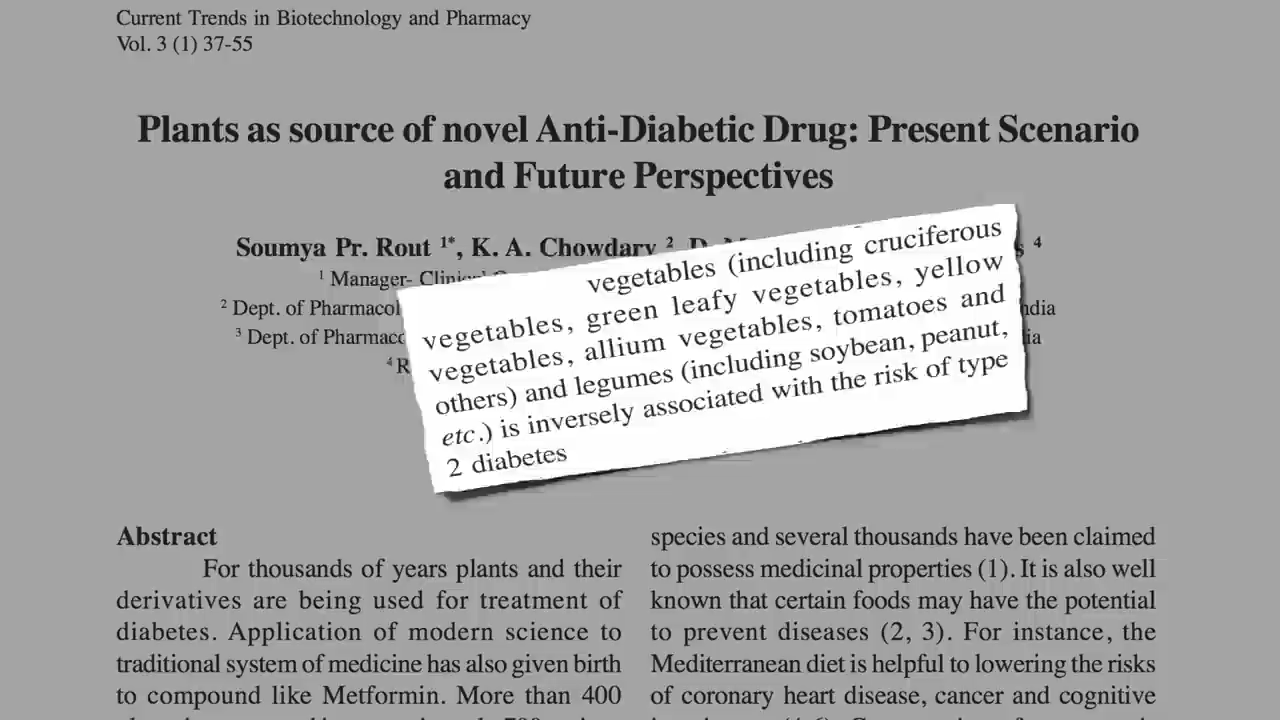 Current Trends in Biotechnology and Pharmacy
Vol. 3 (1) 37-55
Plants as source of novel Anti-Diabetic Drug: Present Scenario
and Future Perspectives
Soumya Pr. Rout 1*, K. A. Chowdary 2, D. 4
1 Manager- Clinical
2 Dept. of Pharmacol ndia
3 Dept. of Pharmac ia
4 R
vegetables (including cruciferous
vegetables, green leafy vegetables, yellow
vegetables, allium vegetables, tomatoes and
others) and legumes (including soybean, peanut,
etc.) is inversely associated with the risk of type
2 diabetes
Abstract
For thousands of years plants and their
derivatives are being used for treatment of
diabetes. Application of modern science to
traditional system of medicine has also given birth
to compound like Metformin. More than 400
species and several thousands have been claimed
to possess medicinal properties (1). It is also well
known that certain foods may have the potential
to prevent diseases (2, 3). For instance, the
Mediterranean diet is helpful to lowering the risks
of coronary heart disease, cancer and cognitive